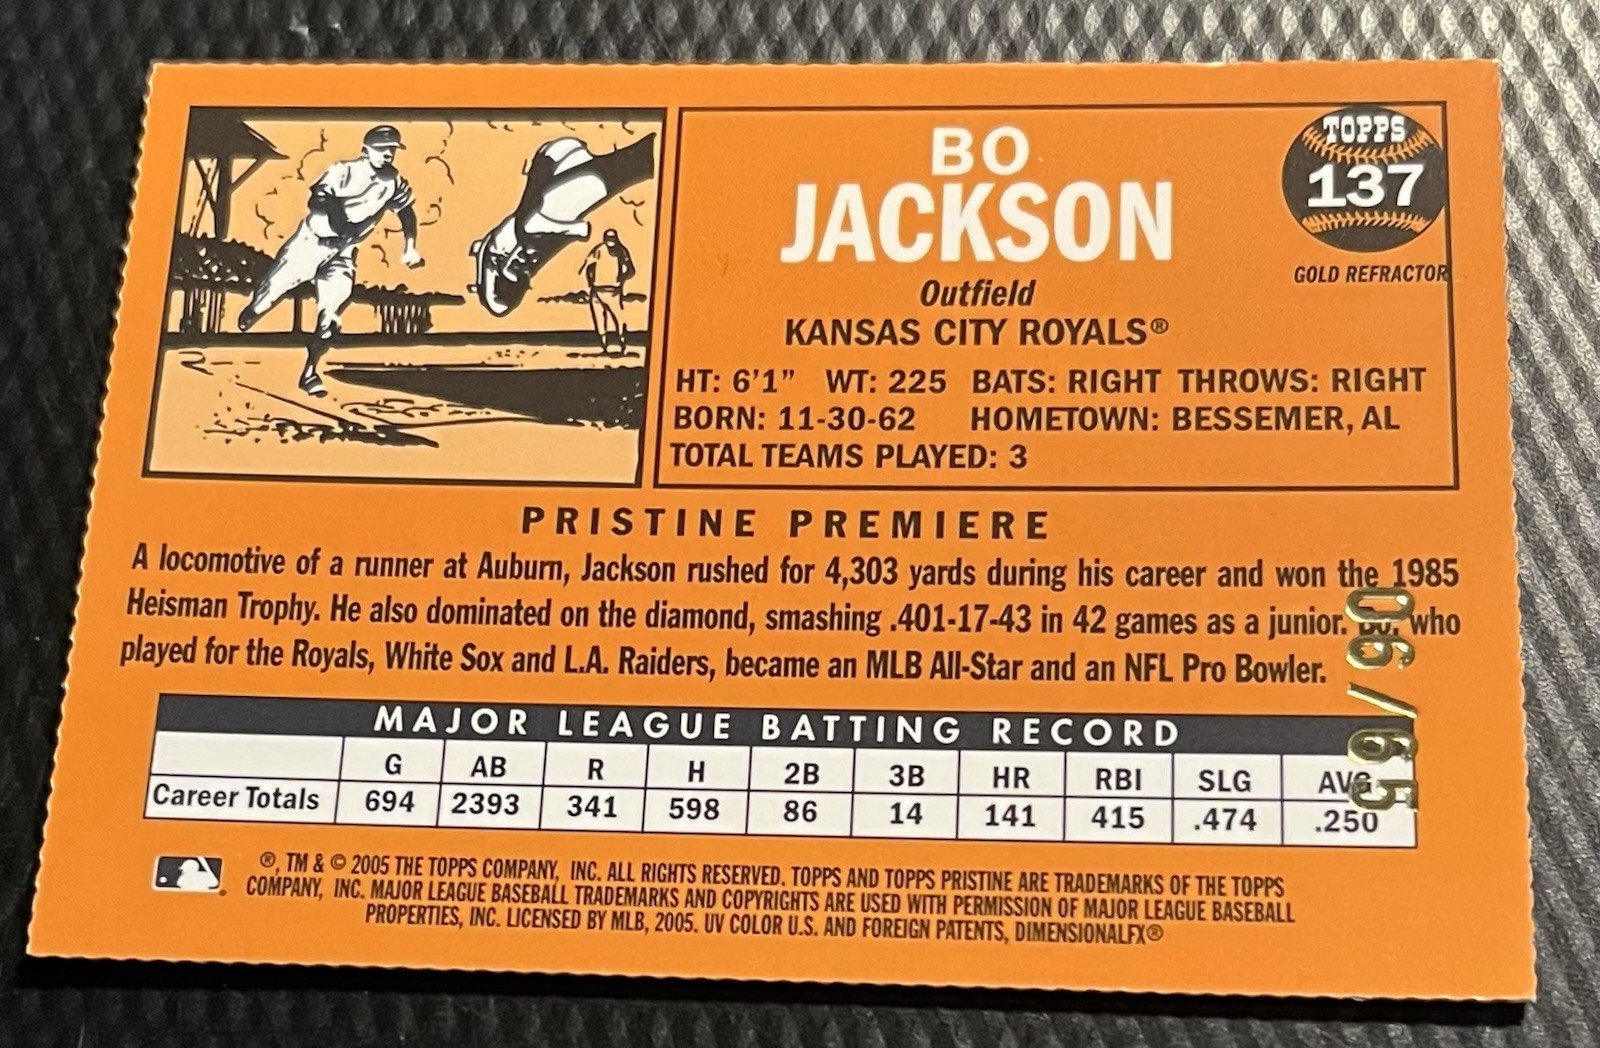 TOPPS
137
GOLD REFRACTOR
BO
JACKSON
Outfield
KANSAS CITY ROYALS®
HT: 6'1" WT: 225 BATS: RIGHT THROWS: RIGHT
BORN: 11-30-62 HOMETOWN: BESSEMER, AL
TOTAL TEAMS PLAYED: 3
PRISTINE PREMIERE
A locomotive of a runner at Auburn, Jackson rushed for 4,303 yards during his career and won the 1985
Heisman Trophy. He also dominated on the diamond, smashing .401-17-43 in 42 games as a junior. Bo, who
played for the Royals, White Sox and L.A. Raiders, became an MLB All-Star and an NFL Pro Bowler.
06/65
MAJOR LEAGUE BATTING RECORD
G AB R H 2B 3B HR RBI SLG AVG
Career Totals 694 2393 341 598 86 14 141 415 .474 .250
®, TM & © 2005 THE TOPPS COMPANY, INC. ALL RIGHTS RESERVED. TOPPS AND TOPPS PRISTINE ARE TRADEMARKS OF THE TOPPS
COMPANY, INC. MAJOR LEAGUE BASEBALL TRADEMARKS AND COPYRIGHTS ARE USED WITH PERMISSION OF MAJOR LEAGUE BASEBALL
PROPERTIES, INC. LICENSED BY MLB, 2005. UV COLOR U.S. AND FOREIGN PATENTS, DIMENSIONALFX®